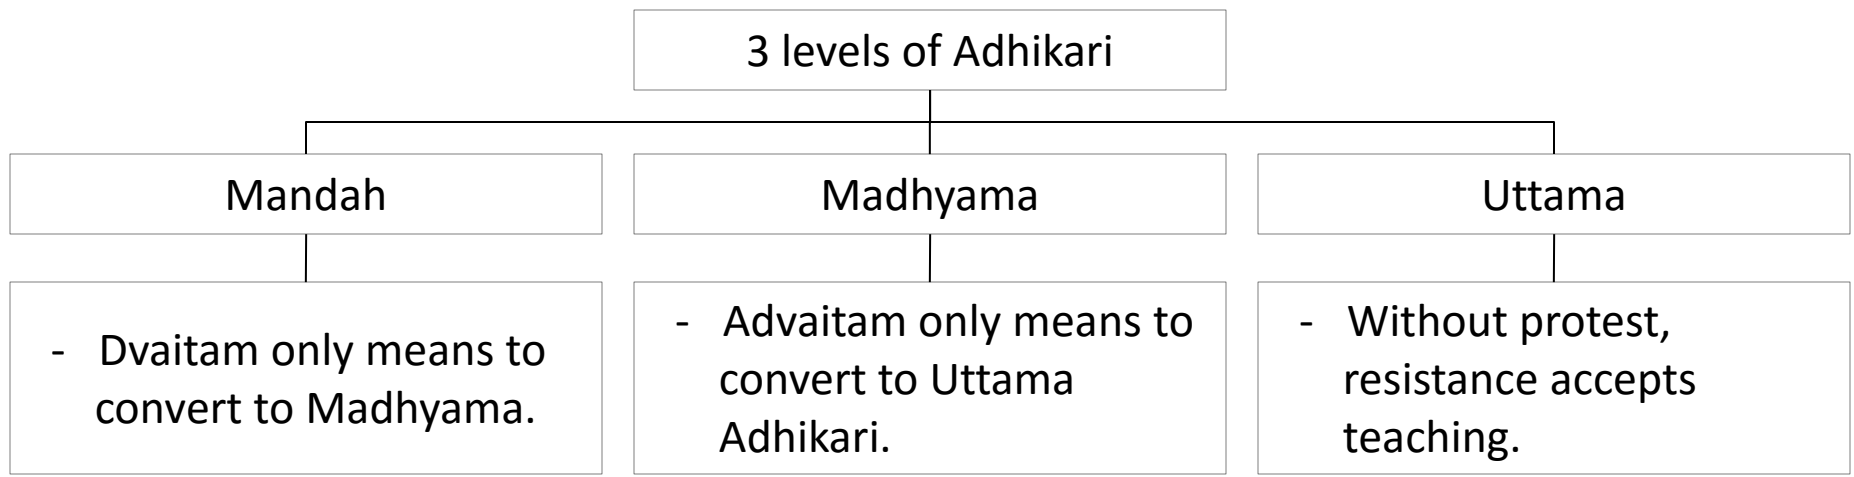 3 levels of Adhikari
Mandah
Madhyama
Uttama
- Dvaitam only means to
convert to Madhyama.
- Advaitam only means to
convert to Uttama
Adhikari.
- Without protest,
resistance accepts
teaching.